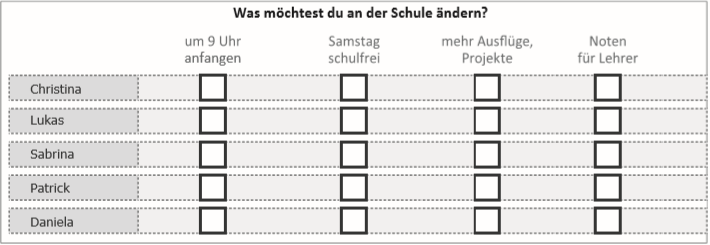 Was möchtest du an der Schule ändern?
um 9 Uhr anfangen
Samstag schulfrei
mehr Ausflüge, Projekte
Noten für Lehrer
Christina
Lukas
Sabrina
Patrick
Daniela